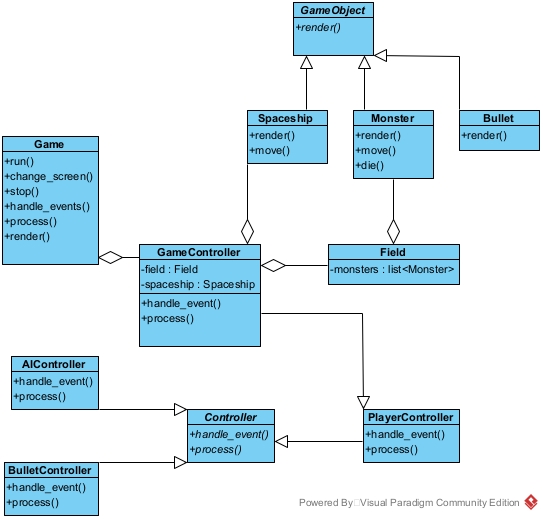 GameObject
+render()
Spaceship
+render()
+move()
Monster
+render()
+move()
+die()
Bullet
+render()
Game
+run()
+change_screen()
+stop()
+handle_events()
+process()
+render()
GameController
-field : Field
-spaceship : Spaceship
+handle_event()
+process()
Field
-monsters : list<Monster>
AIController
+handle_event()
+process()
Controller
+handle_event()
+process()
PlayerController
+handle_event()
+process()
BulletController
+handle_event()
+process()
Powered By Visual Paradigm Community Edition